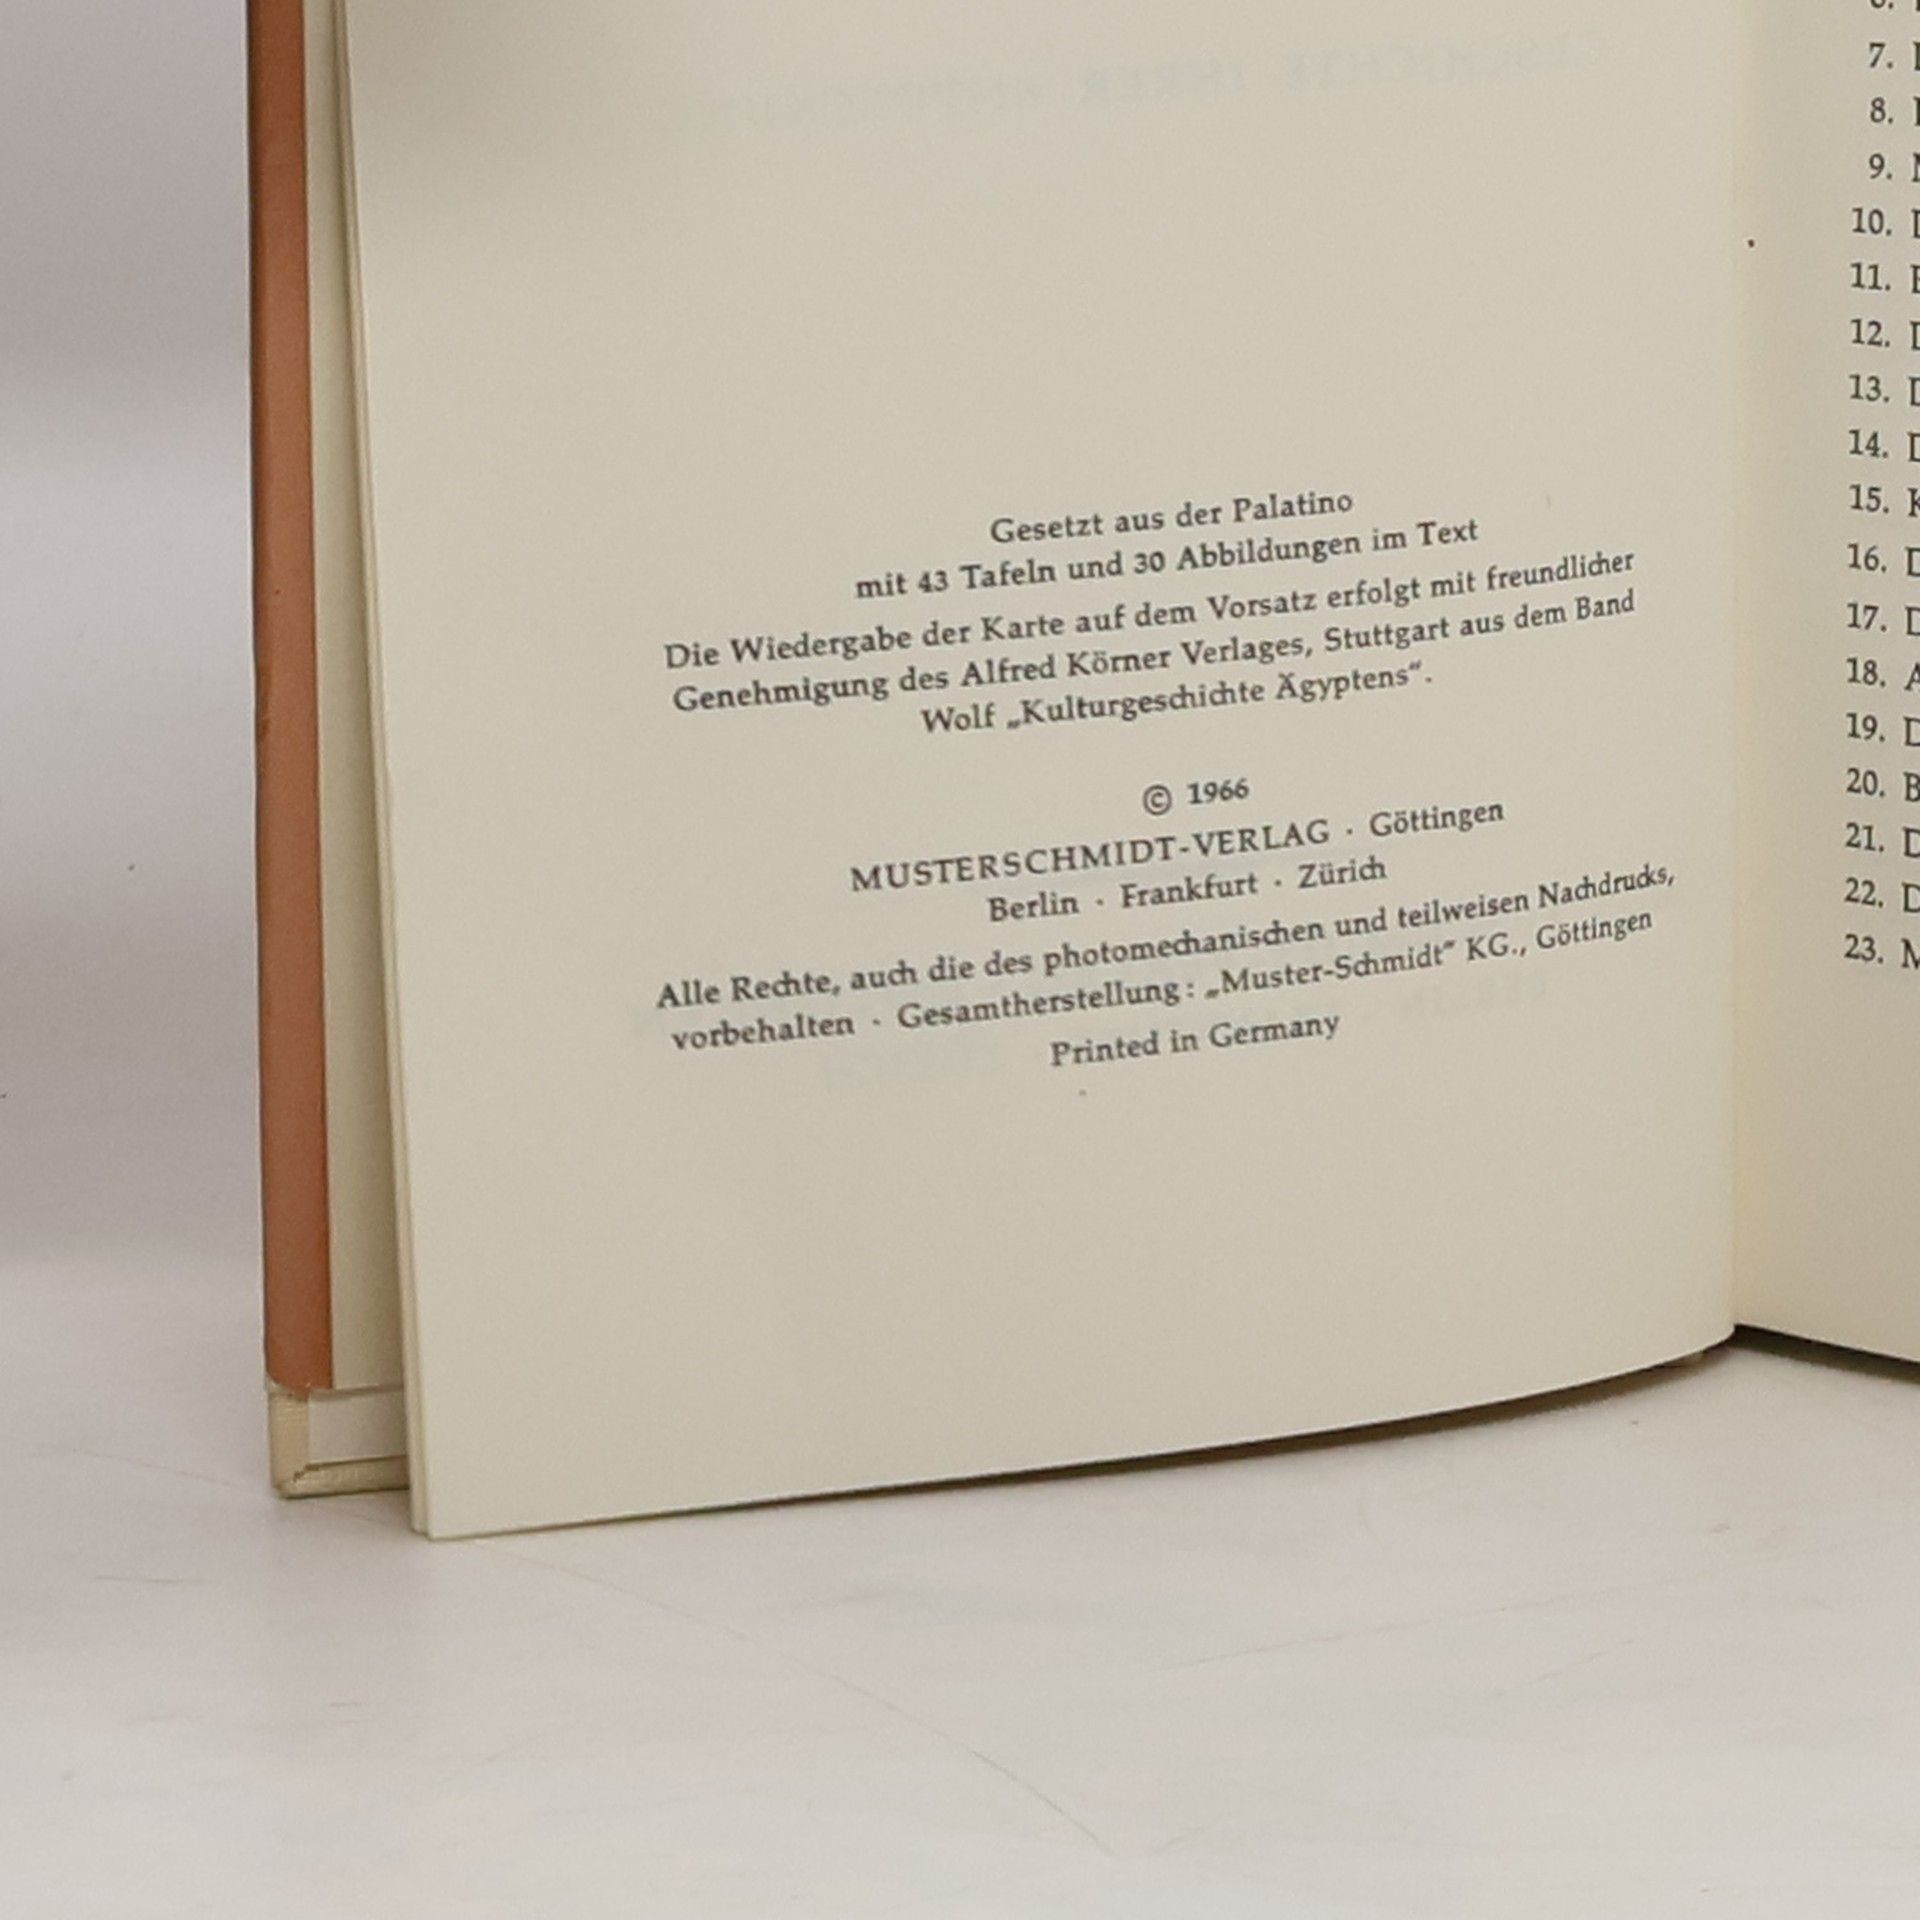 Gesetzt aus der Palatino
mit 43 Tafeln und 30 Abbildungen im Text
Die Wiedergabe der Karte auf dem Vorsatz erfolgt mit freundlicher
Genehmigung des Alfred Körner Verlages, Stuttgart aus dem Band
Wolf „Kulturgeschichte Ägyptens“.
© 1966
MUSTERSCHMIDT-VERLAG · Göttingen
Berlin · Frankfurt · Zürich
Alle Rechte, auch die des photomechanischen und teilweisen Nachdrucks,
vorbehalten · Gesamtherstellung: „Muster-Schmidt“ KG., Göttingen
Printed in Germany
7.
8.
9.
10.
11.
12.
13.
14.
15.
16.
17.
18.
19.
20.
21.
22.
23.